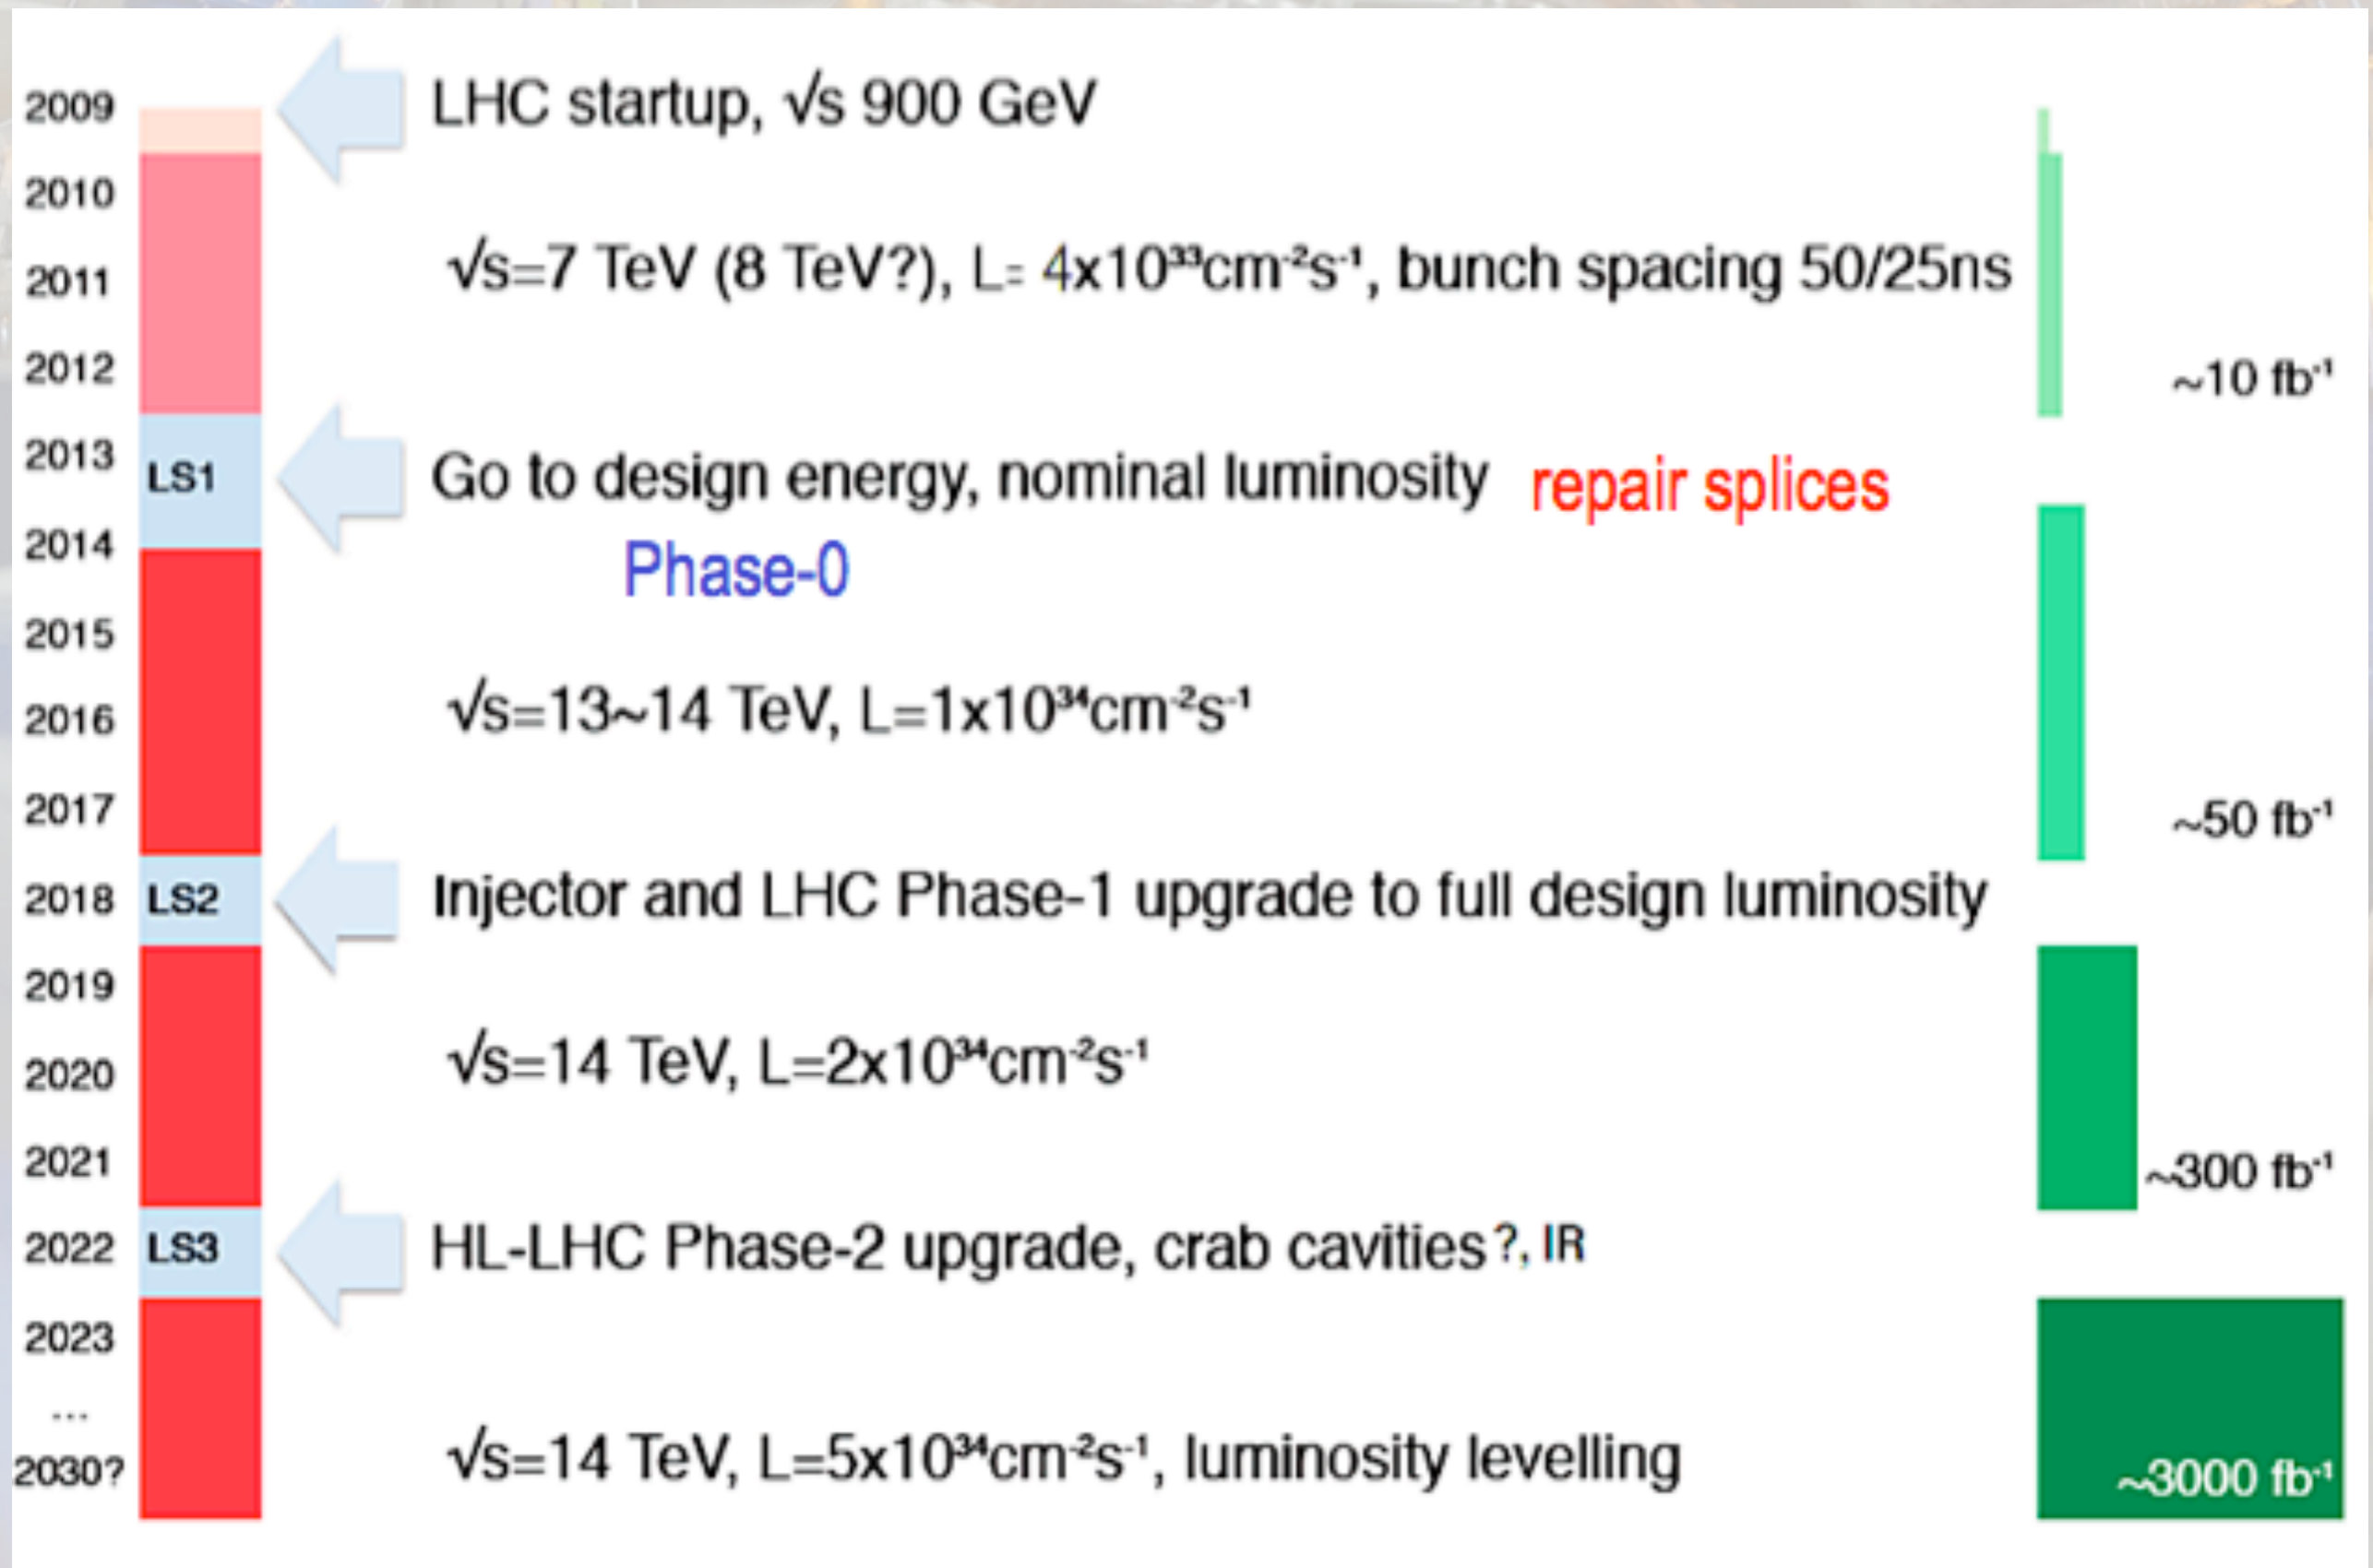 2009
LHC startup, √s 900 GeV
2010
√s=7 TeV (8 TeV?), L= 4x10³³cm⁻²s⁻¹, bunch spacing 50/25ns
2011
2012
~10 fb⁻¹
2013
LS1
Go to design energy, nominal luminosity repair splices
2014
Phase-0
2015
√s=13~14 TeV, L=1x10³⁴cm⁻²s⁻¹
2016
2017
~50 fb⁻¹
2018
LS2
Injector and LHC Phase-1 upgrade to full design luminosity
2019
√s=14 TeV, L=2x10³⁴cm⁻²s⁻¹
2020
2021
~300 fb⁻¹
2022
LS3
HL-LHC Phase-2 upgrade, crab cavities?, IR
2023
...
√s=14 TeV, L=5x10³⁴cm⁻²s⁻¹, luminosity levelling
2030?
~3000 fb⁻¹